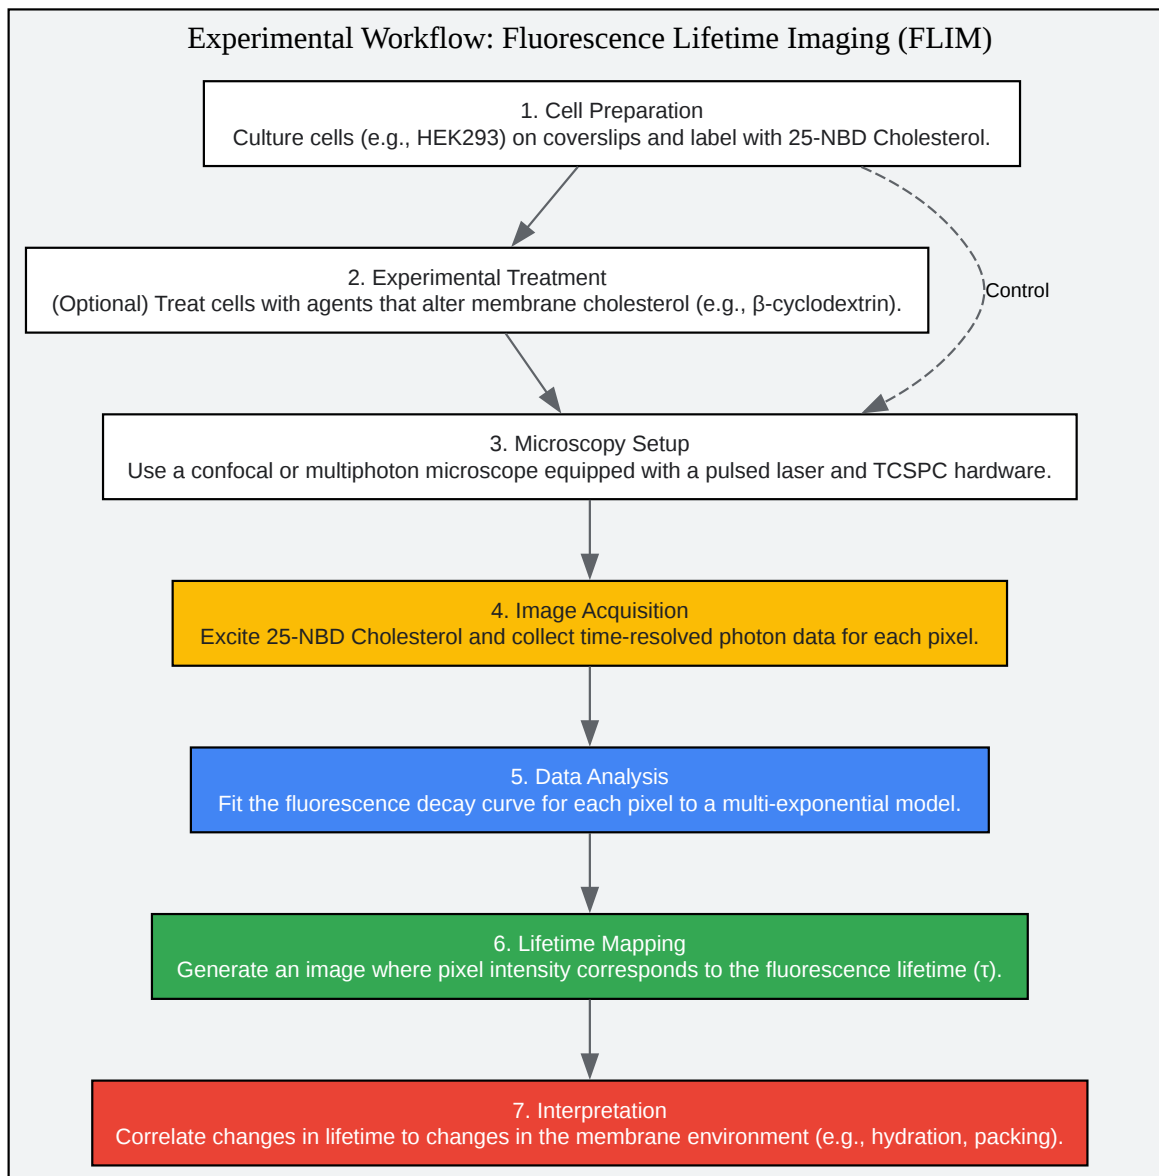 Experimental Workflow: Fluorescence Lifetime Imaging (FLIM)
1. Cell Preparation
Culture cells (e.g., HEK293) on coverslips and label with 25-NBD Cholesterol.
2. Experimental Treatment
(Optional) Treat cells with agents that alter membrane cholesterol (e.g., β-cyclodextrin).
Control
3. Microscopy Setup
Use a confocal or multiphoton microscope equipped with a pulsed laser and TCSPC hardware.
4. Image Acquisition
Excite 25-NBD Cholesterol and collect time-resolved photon data for each pixel.
5. Data Analysis
Fit the fluorescence decay curve for each pixel to a multi-exponential model.
6. Lifetime Mapping
Generate an image where pixel intensity corresponds to the fluorescence lifetime (τ).
7. Interpretation
Correlate changes in lifetime to changes in the membrane environment (e.g., hydration, packing).